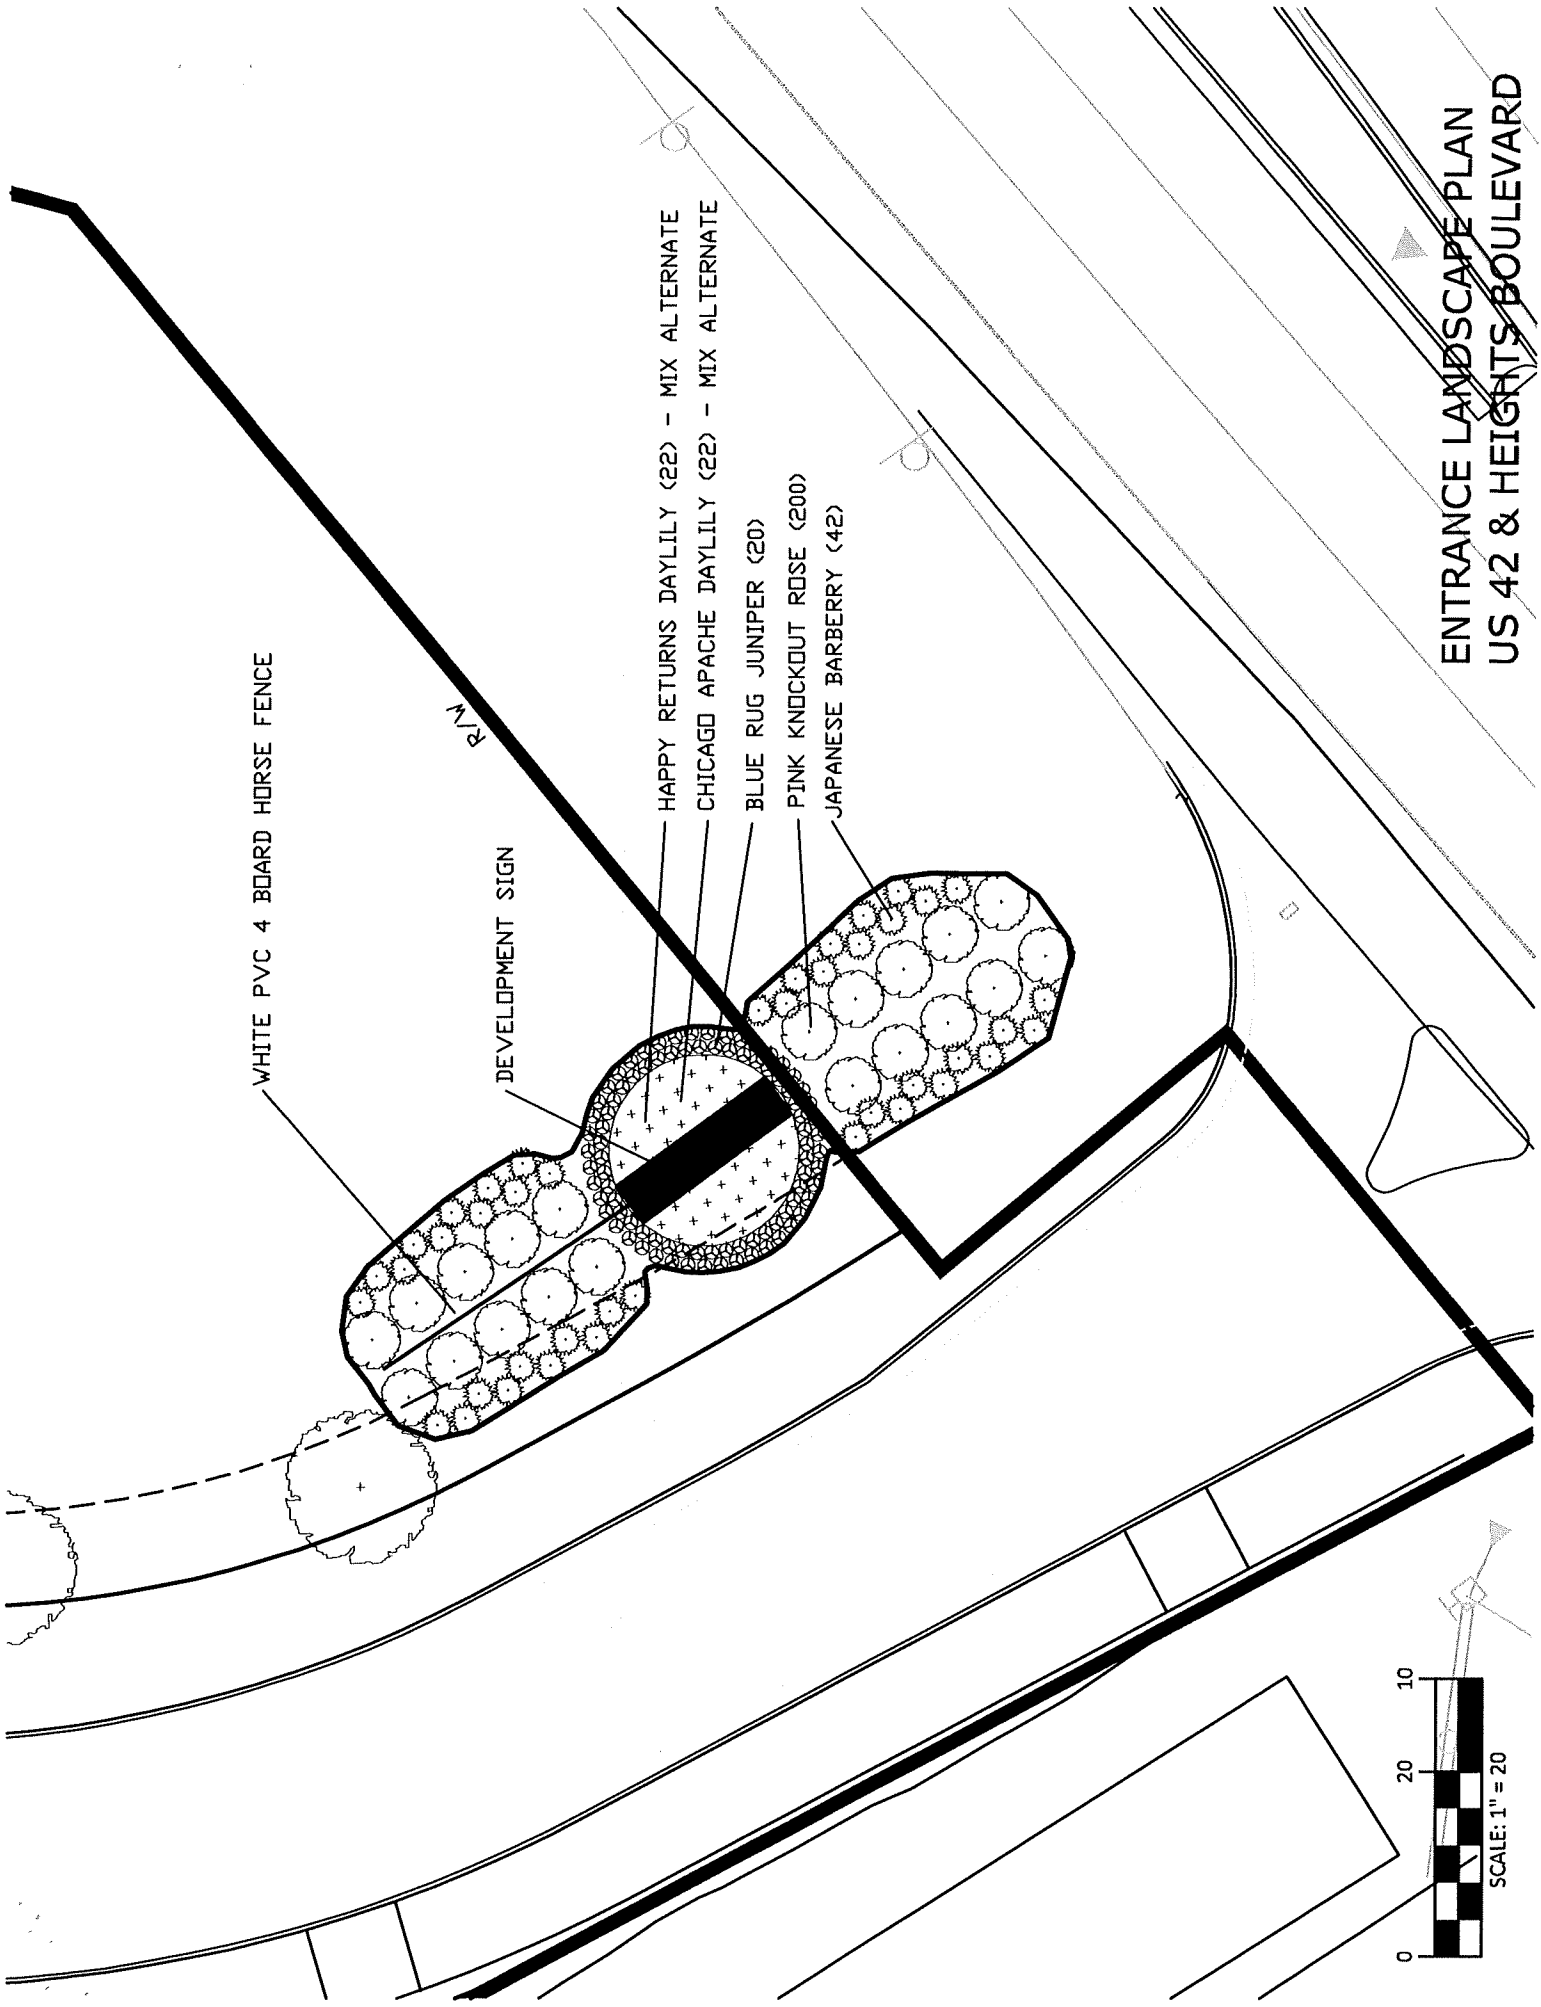 WHITE PVC 4 BOARD HORSE FENCE
R/W
DEVELOPMENT SIGN
HAPPY RETURNS DAYLILY (22) - MIX ALTERNATE
CHICAGO APACHE DAYLILY (22) - MIX ALTERNATE
BLUE RUG JUNIPER (20)
PINK KNOCKOUT ROSE (200)
JAPANESE BARBERRY (42)
0 20 10
SCALE: 1" = 20
ENTRANCE LANDSCAPE PLAN
US 42 & HEIGHTS BOULEVARD